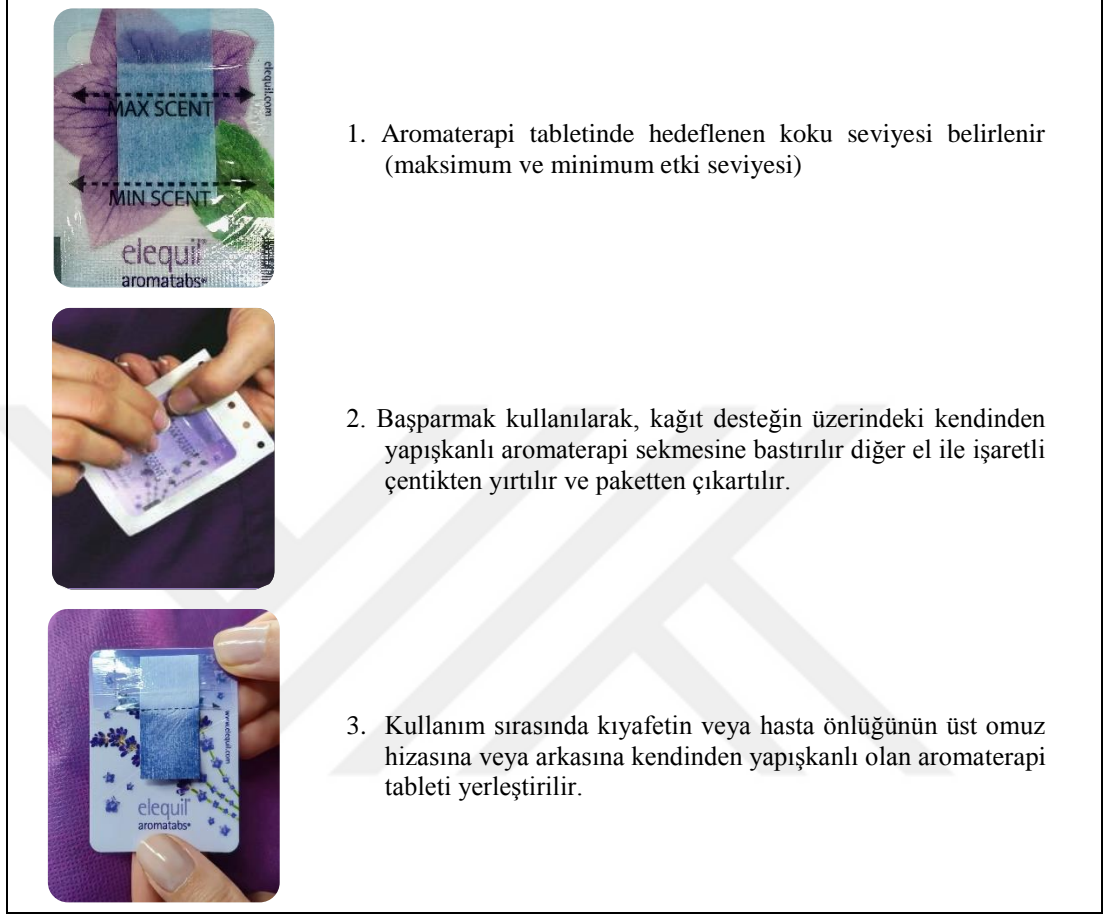 elequil.com
MAX SCENT
MIN SCENT
elequil®
aromatabs®
1. Aromaterapi tabletinde hedeflenen koku seviyesi belirlenir
(maksimum ve minimum etki seviyesi)
2. Başparmak kullanılarak, kağıt desteğin üzerindeki kendinden
yapışkanlı aromaterapi sekmesine bastırılır diğer el ile işaretli
çentikten yırtılır ve paketten çıkartılır.
www.elequil.com
elequil®
aromatabs®
3. Kullanım sırasında kıyafetin veya hasta önlüğünün üst omuz
hizasına veya arkasına kendinden yapışkanlı olan aromaterapi
tableti yerleştirilir.